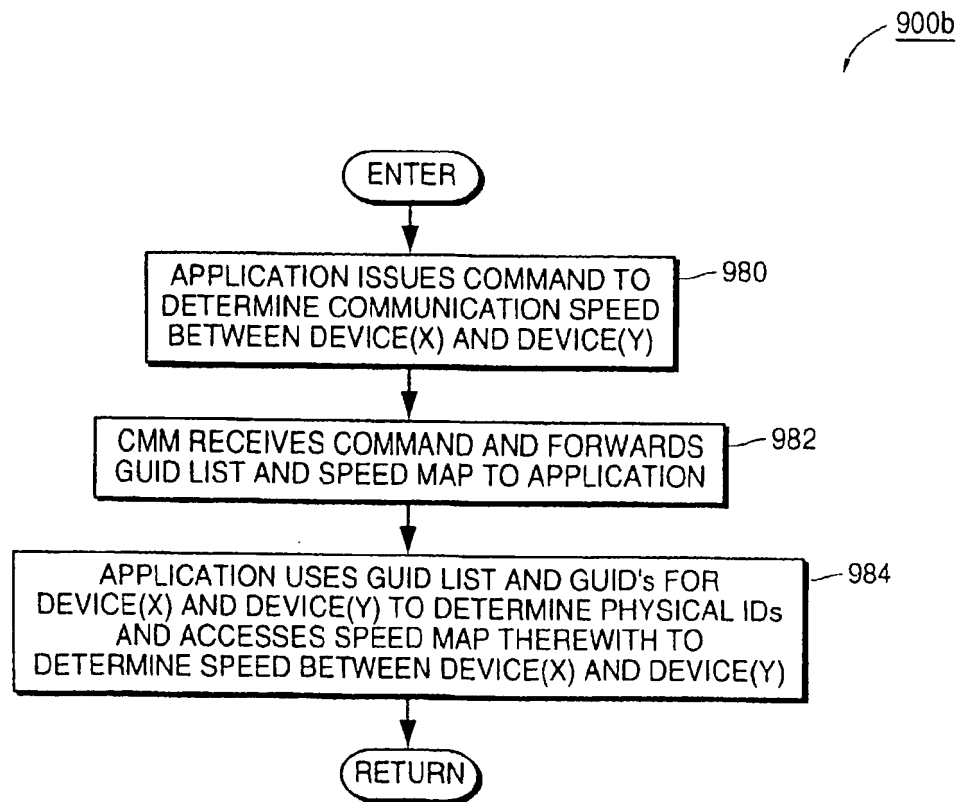 900b
ENTER
APPLICATION ISSUES COMMAND TO
DETERMINE COMMUNICATION SPEED
BETWEEN DEVICE(X) AND DEVICE(Y)
980
CMM RECEIVES COMMAND AND FORWARDS
GUID LIST AND SPEED MAP TO APPLICATION
982
APPLICATION USES GUID LIST AND GUID's FOR
DEVICE(X) AND DEVICE(Y) TO DETERMINE PHYSICAL IDs
AND ACCESSES SPEED MAP THEREWITH TO
DETERMINE SPEED BETWEEN DEVICE(X) AND DEVICE(Y)
984
RETURN